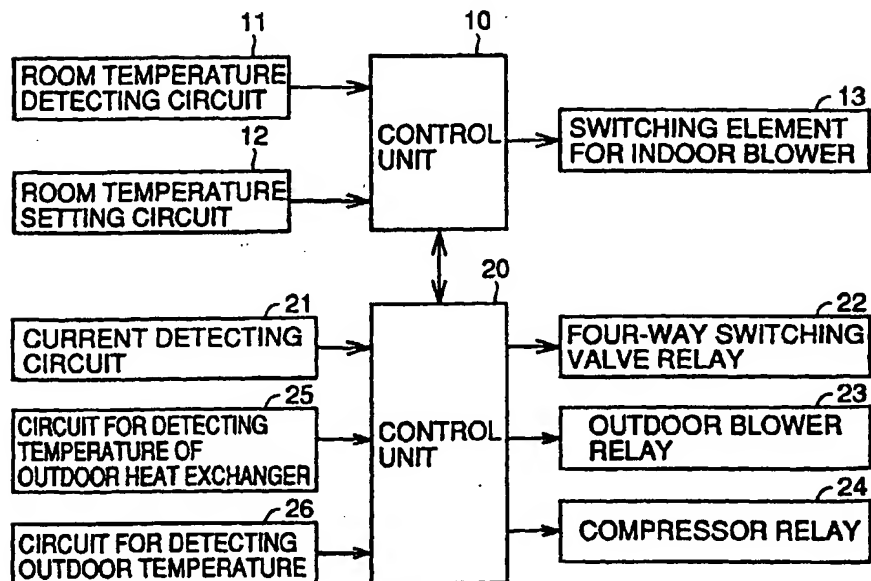 11
ROOM TEMPERATURE
DETECTING CIRCUIT
12
ROOM TEMPERATURE
SETTING CIRCUIT
10
CONTROL
UNIT
13
SWITCHING ELEMENT
FOR INDOOR BLOWER
21
CURRENT DETECTING
CIRCUIT
25
CIRCUIT FOR DETECTING
TEMPERATURE OF
OUTDOOR HEAT EXCHANGER
26
CIRCUIT FOR DETECTING
OUTDOOR TEMPERATURE
20
CONTROL
UNIT
22
FOUR-WAY SWITCHING
VALVE RELAY
23
OUTDOOR BLOWER
RELAY
24
COMPRESSOR RELAY